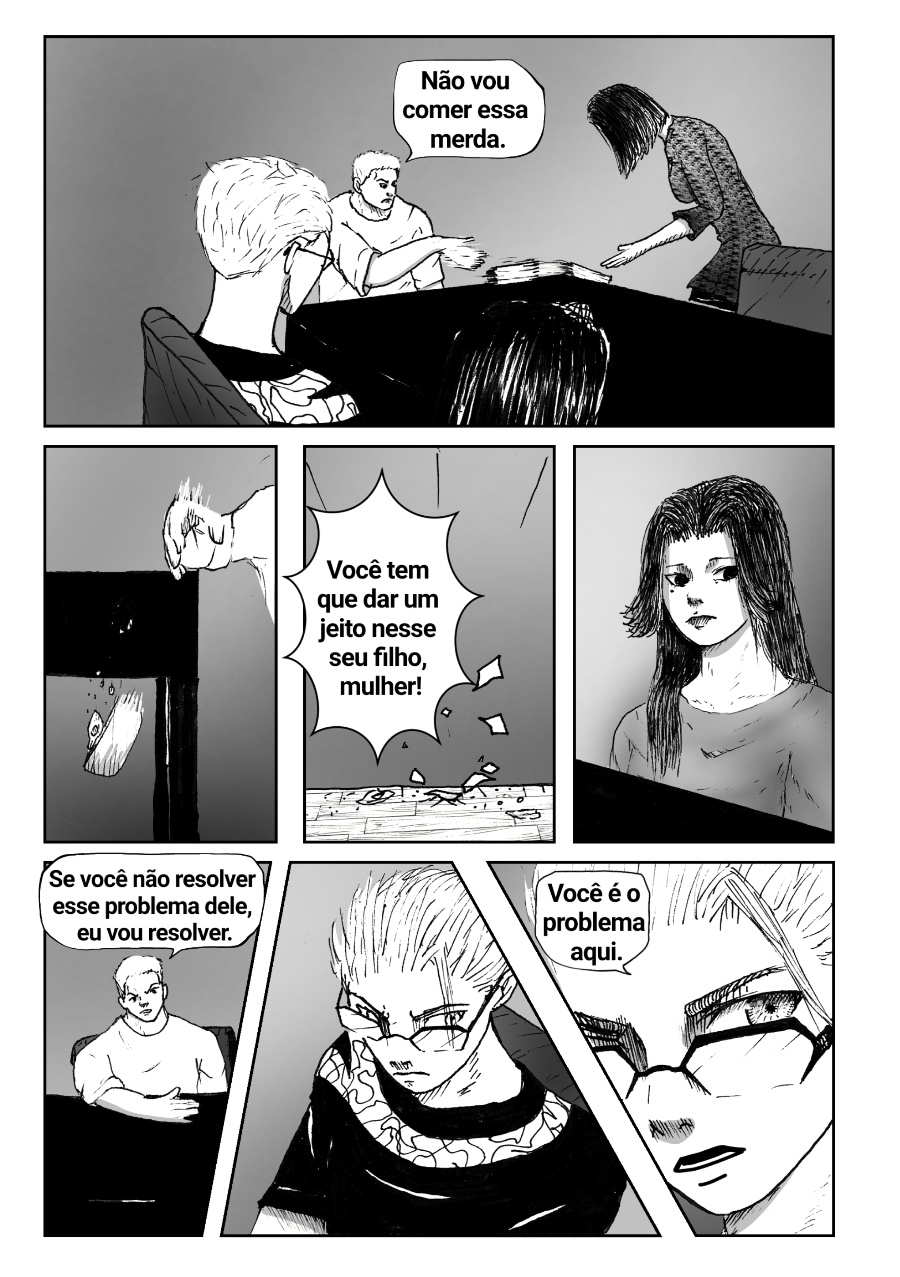 Não vou
comer essa
merda.
Você tem
que dar um
jeito nesse
seu filho,
mulher!
Se você não resolver
esse problema dele,
eu vou resolver.
Você é o
problema
aqui.